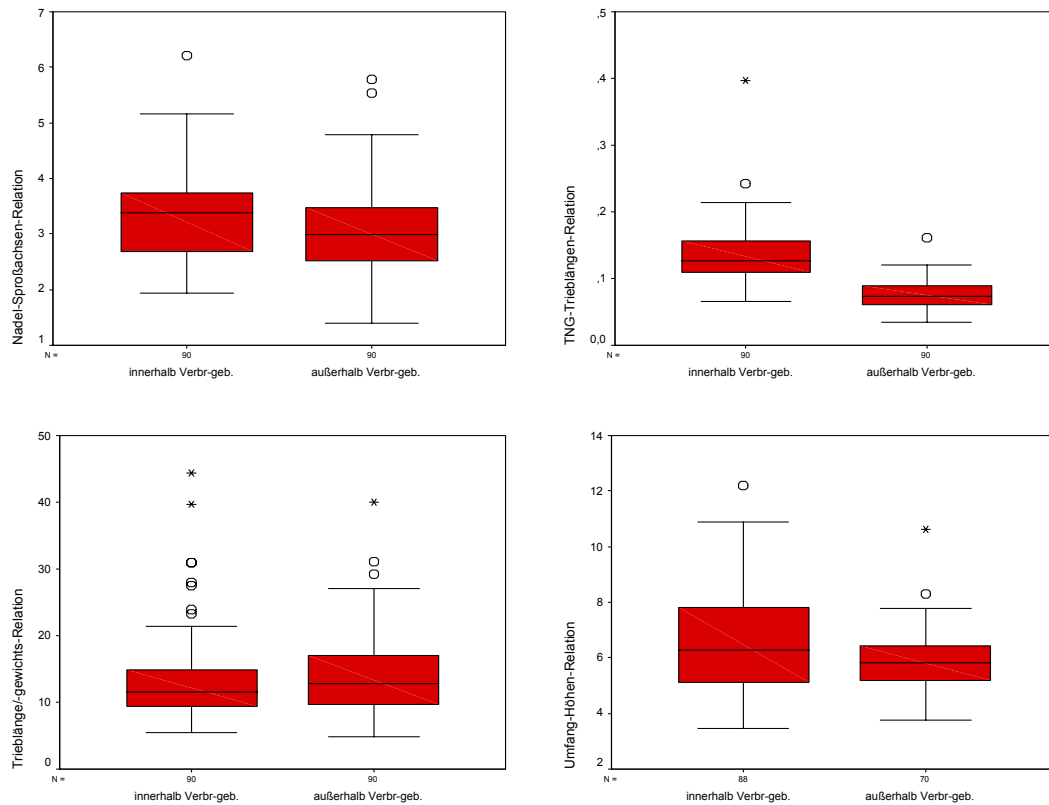 7
6
5
4
3
2
1
Nadel-Sproßachsen-Relation
N =
90
90
innerhalb Verbr-geb.
außerhalb Verbr-geb.
,5
,4
,3
,2
,1
0,0
TNG-Trieblängen-Relation
N =
90
90
innerhalb Verbr-geb.
außerhalb Verbr-geb.
50
40
30
20
10
0
Trieblänge/-gewichts-Relation
N =
90
90
innerhalb Verbr-geb.
außerhalb Verbr-geb.
14
12
10
8
6
4
2
Umfang-Höhen-Relation
N =
88
70
innerhalb Verbr-geb.
außerhalb Verbr-geb.